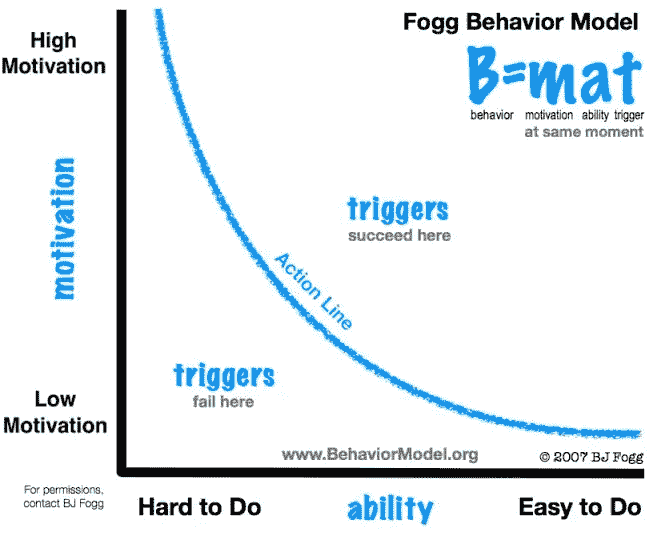 Fogg Behavior Model
B=mat
behavior motivation ability trigger
at same moment
High
Motivation
motivation
triggers
succeed here
Action Line
triggers
fail here
Low
Motivation
www.BehaviorModel.org
© 2007 BJ Fogg
For permissions,
contact BJ Fogg
Hard to Do
ability
Easy to Do